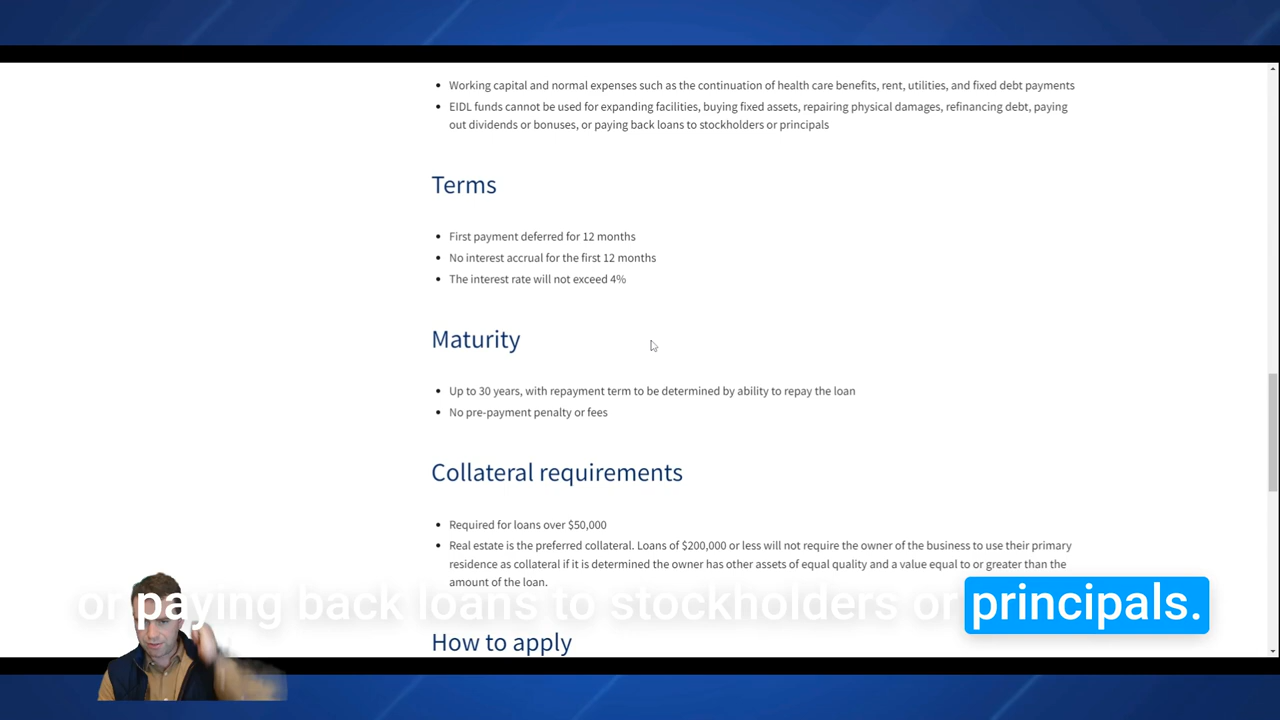 Working capital and normal expenses such as the continuation of health care benefits, rent, utilities, and fixed debt payments
EIDL funds cannot be used for expanding facilities, buying fixed assets, repairing physical damages, refinancing debt, paying
out dividends or bonuses, or paying back loans to stockholders or principals
Terms
First payment deferred for 12 months
No interest accrual for the first 12 months
The interest rate will not exceed 4%
Maturity
Up to 30 years, with repayment term to be determined by ability to repay the loan
No pre-payment penalty or fees
Collateral requirements
Required for loans over $50,000
Real estate is the preferred collateral. Loans of $200,000 or less will not require the owner of the business to use their primary
residence as collateral if it is determined the owner has other assets of equal quality and a value equal to or greater than the
amount of the loan.
or paying back loans to stockholders or principals.
How to apply